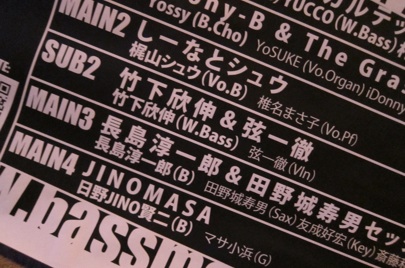 ny-B & The Gra
Yossy (B.Cho) YoSUKE (Vo.Organ) iDonny
YUCCO (W.Bass)
MAIN2 しーなとシュウ
梶山シュウ(Vo.B) 椎名まさ子(Vo.Pf)
SUB2 竹下欣伸 & 弦一徹
竹下欣伸(W.Bass) 弦一徹(Vln)
MAIN3 長島淳一郎 & 田野城寿男セッ
長島淳一郎(B) 田野城寿男(Sax) 友成好宏(Key) 斎藤
MAIN4 JINOMASA
日野JINO賢二(B) マサ小浜(G)
w.bassm